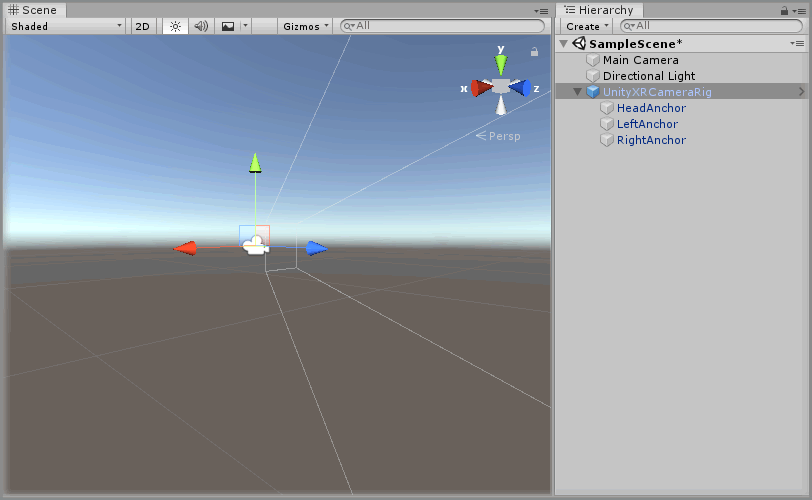 Scene
Shaded
2D
Gizmos
All
y
x
z
Persp
Hierarchy
Create
All
SampleScene*
Main Camera
Directional Light
UnityXRCameraRig
HeadAnchor
LeftAnchor
RightAnchor